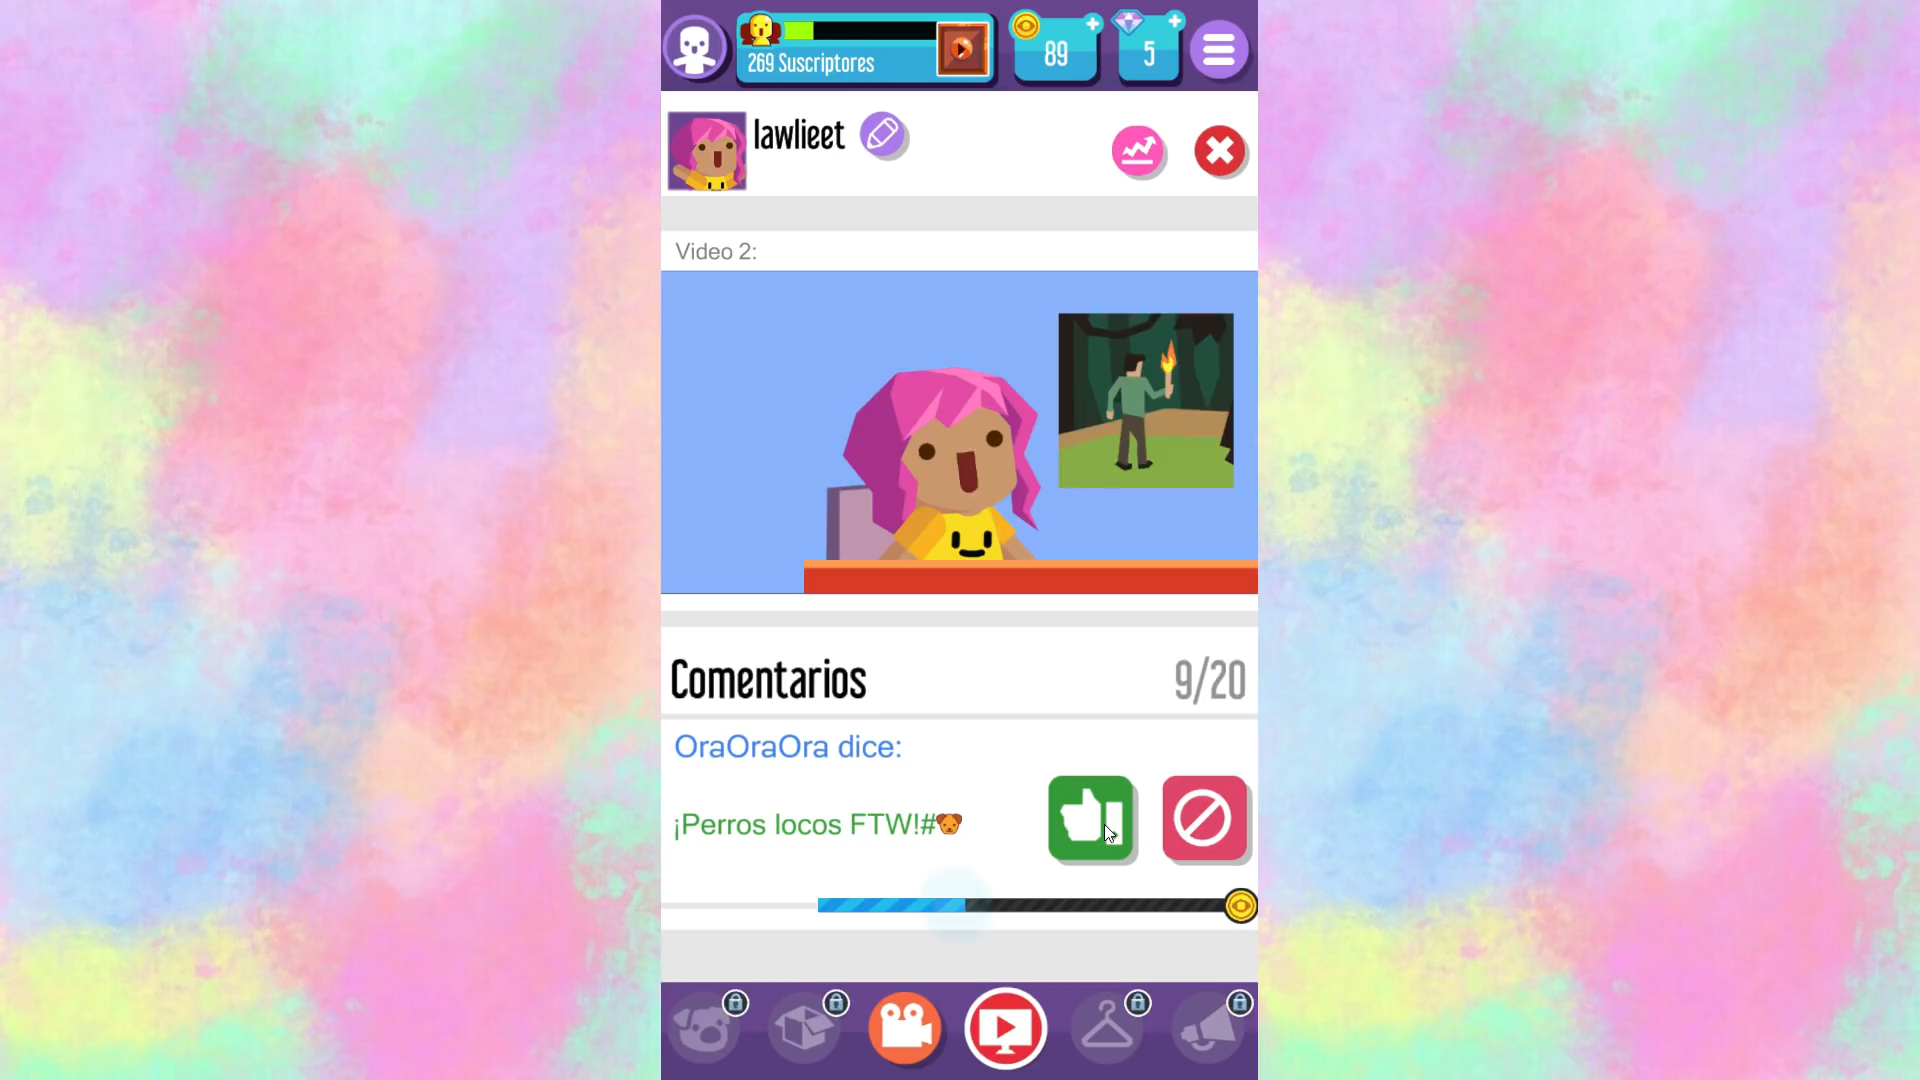 269 Suscriptores
89
5
lawlieet
Video 2:
Comentarios
9/20
OraOraOra dice:
¡Perros locos FTW!#🐶